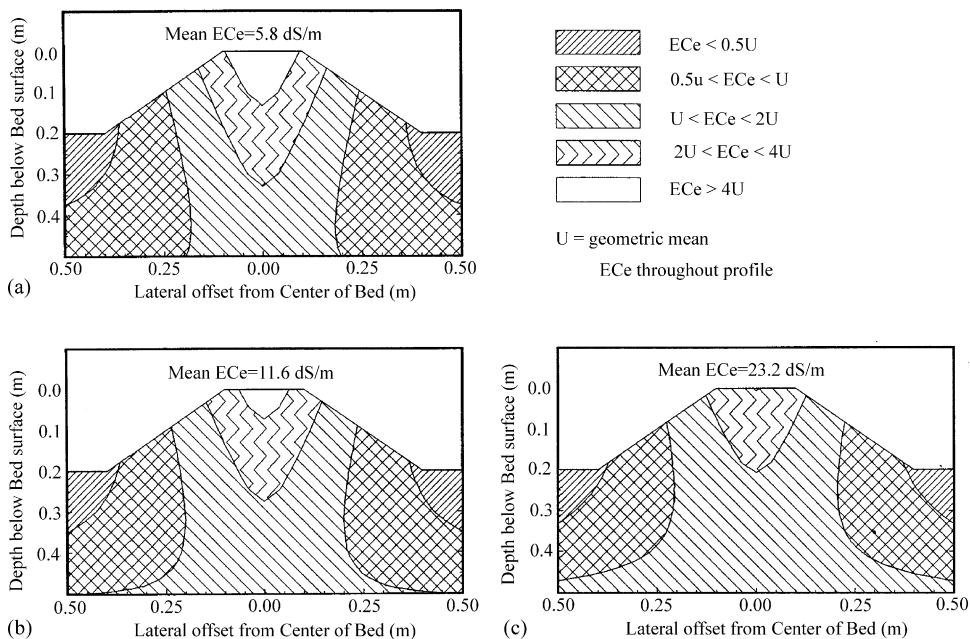 Mean ECe=5.8 dS/m
Depth below Bed surface (m)
0.0
0.1
0.2
0.3
0.4
0.50 0.25 0.00 0.25 0.50
(a)
Lateral offset from Center of Bed (m)
ECe < 0.5U
0.5u < ECe < U
U < ECe < 2U
2U < ECe < 4U
ECe > 4U
U = geometric mean
ECe throughout profile
Mean ECe=11.6 dS/m
Depth below Bed surface (m)
0.0
0.1
0.2
0.3
0.4
0.50 0.25 0.00 0.25 0.50
(b)
Lateral offset from Center of Bed (m)
Mean ECe=23.2 dS/m
Depth below Bed surface (m)
0.0
0.1
0.2
0.3
0.4
0.50 0.25 0.00 0.25 0.50
(c)
Lateral offset from Center of Bed (m)